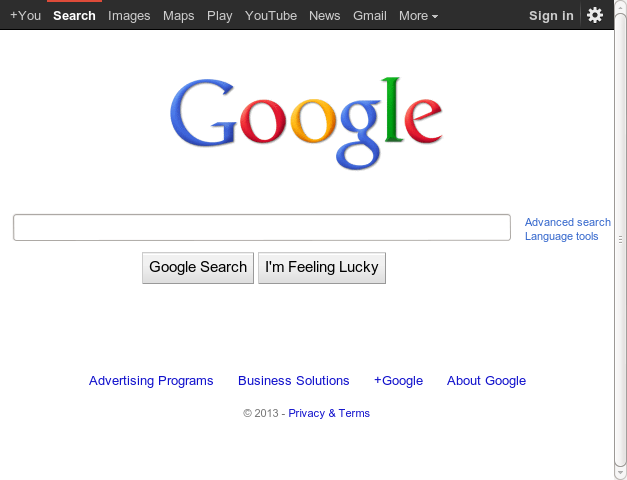 +You Search Images Maps Play YouTube News Gmail More Sign in
Google
Advanced search
Language tools
Google Search I'm Feeling Lucky
Advertising Programs Business Solutions +Google About Google
© 2013 - Privacy & Terms